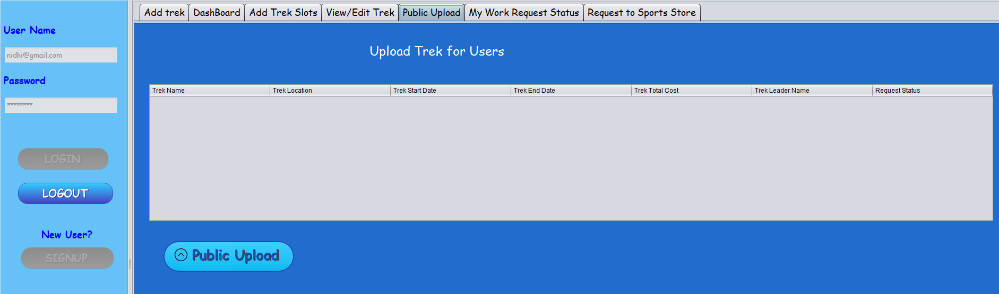 User Name
nidhi@gmail.com
Password
********
LOGIN
LOGOUT
New User?
SIGNUP
Add trek DashBoard Add Trek Slots View/Edit Trek Public Upload My Work Request Status Request to Sports Store
Upload Trek for Users
Trek Name Trek Location Trek Start Date Trek End Date Trek Total Cost Trek Leader Name Request Status
Public Upload